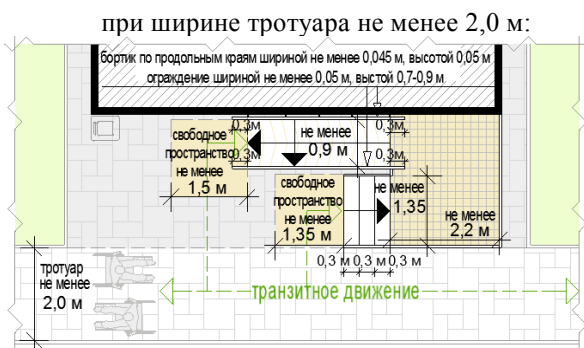 при ширине тротуара не менее 2,0 м:
бортик по продольным краям шириной не менее 0,045 м, высотой 0,05 м
ограждение шириной не менее 0,05 м, выстой 0,7-0,9 м
0,3м
0,3м
свободное
пространство
не менее
1,5 м
0,3м
не менее
0,9 м
0,3м
свободное
пространство
не менее
1,35 м
не менее
1,35
не менее
2,2 м
0,3 м 0,3 м 0,3 м
тротуар
не менее
2,0 м
транзитное движение